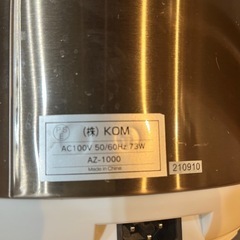 (株) KOM
AC100V 50/60Hz 73W
AZ-1000
Made in China
210910